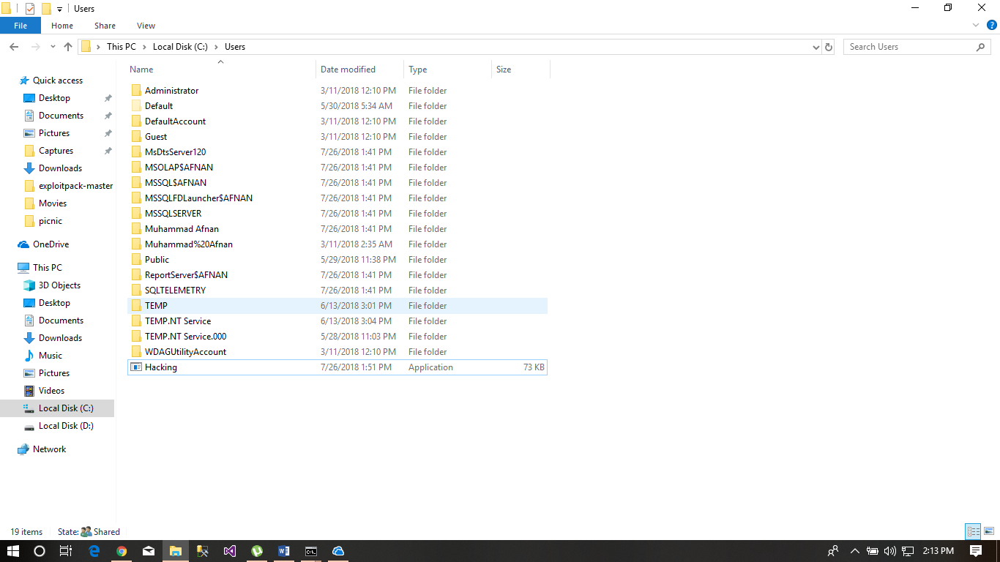 Users
File Home Share View
This PC Local Disk (C:) Users
Search Users
Name Date modified Type Size
Quick access
Desktop
Documents
Pictures
Captures
Downloads
exploitpack-master
Movies
picnic
OneDrive
This PC
3D Objects
Desktop
Documents
Downloads
Music
Pictures
Videos
Local Disk (C:)
Local Disk (D:)
Network
Administrator 3/11/2018 12:10 PM File folder
Default 5/30/2018 5:34 AM File folder
DefaultAccount 3/11/2018 12:10 PM File folder
Guest 3/11/2018 12:10 PM File folder
MsDtsServer120 7/26/2018 1:41 PM File folder
MSOLAP$AFNAN 7/26/2018 1:41 PM File folder
MSSQL$AFNAN 7/26/2018 1:41 PM File folder
MSSQLFDLauncher$AFNAN 7/26/2018 1:41 PM File folder
MSSQLSERVER 7/26/2018 1:41 PM File folder
Muhammad Afnan 7/26/2018 1:41 PM File folder
Muhammad%20Afnan 3/11/2018 2:35 AM File folder
Public 5/29/2018 11:38 PM File folder
ReportServer$AFNAN 7/26/2018 1:41 PM File folder
SQLTELEMETRY 7/26/2018 1:41 PM File folder
TEMP 6/13/2018 3:01 PM File folder
TEMP.NT Service 6/13/2018 3:04 PM File folder
TEMP.NT Service.000 5/28/2018 11:03 PM File folder
WDAGUtilityAccount 3/11/2018 12:10 PM File folder
Hacking 7/26/2018 1:51 PM Application 73 KB
19 items State: Shared
2:13 PM